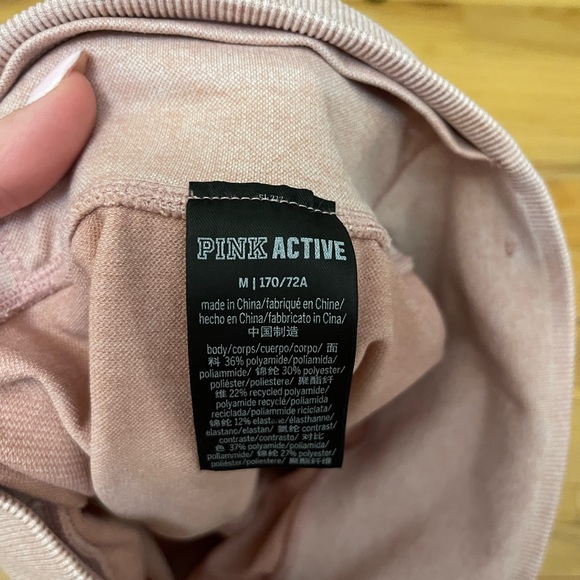 PINK ACTIVE
M | 170/72A
made in China/fabriqué en Chine/
hecho en China/fabbricato in Cina/
中国制造
body/corps/cuerpo/corpo/ 面
料 36% polyamide/poliamida/
poliammide/ 锦纶 30% polyester/
poliéster/poliestere/ 聚酯纤
维 22% recycled polyamide/
polyamide recyclé/poliamida
reciclada/poliammide riciclata/
锦纶 12% elastane/élasthanne/
elastano/elastan/ 氨纶 contrast/
contraste/contrasto/ 对比
色 37% polyamide/poliamida/
poliammide/ 锦纶 27% polyester/
poliéster/poliestere/ 聚酯纤